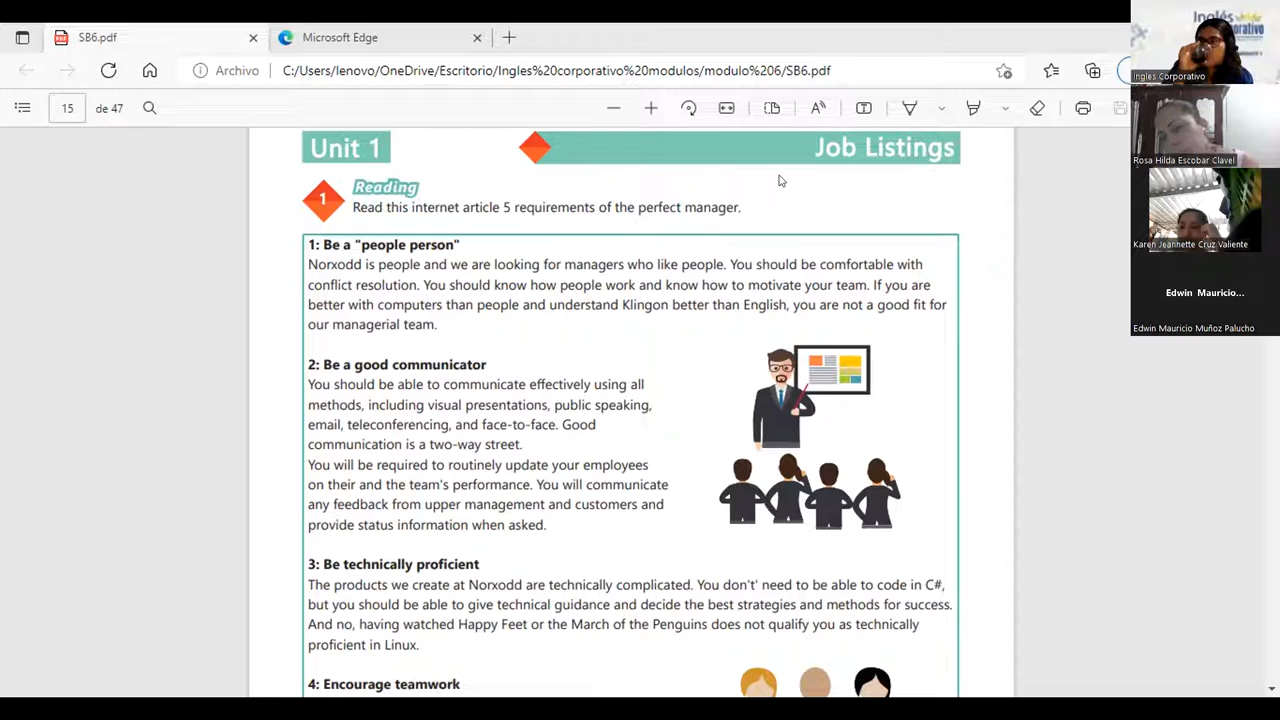 SB6.pdf
Microsoft Edge
Archivo
C:/Users/lenovo/OneDrive/Escritorio/Ingles%20corporativo%20modulos/modulo%206/SB6.pdf
15
de 47
Unit 1
Job Listings
1
Reading
Read this internet article 5 requirements of the perfect manager.
1: Be a "people person"
Norxodd is people and we are looking for managers who like people. You should be comfortable with
conflict resolution. You should know how people work and know how to motivate your team. If you are
better with computers than people and understand Klingon better than English, you are not a good fit for
our managerial team.
2: Be a good communicator
You should be able to communicate effectively using all
methods, including visual presentations, public speaking,
email, teleconferencing, and face-to-face. Good
communication is a two-way street.
You will be required to routinely update your employees
on their and the team's performance. You will communicate
any feedback from upper management and customers and
provide status information when asked.
3: Be technically proficient
The products we create at Norxodd are technically complicated. You don't' need to be able to code in C#,
but you should be able to give technical guidance and decide the best strategies and methods for success.
And no, having watched Happy Feet or the March of the Penguins does not qualify you as technically
proficient in Linux.
4: Encourage teamwork
Inglés
Ingles Corporativo
Rosa Hilda Escobar Clavel
Karen Jeannette Cruz Valiente
Edwin Mauricio...
Edwin Mauricio Muñoz Palucho